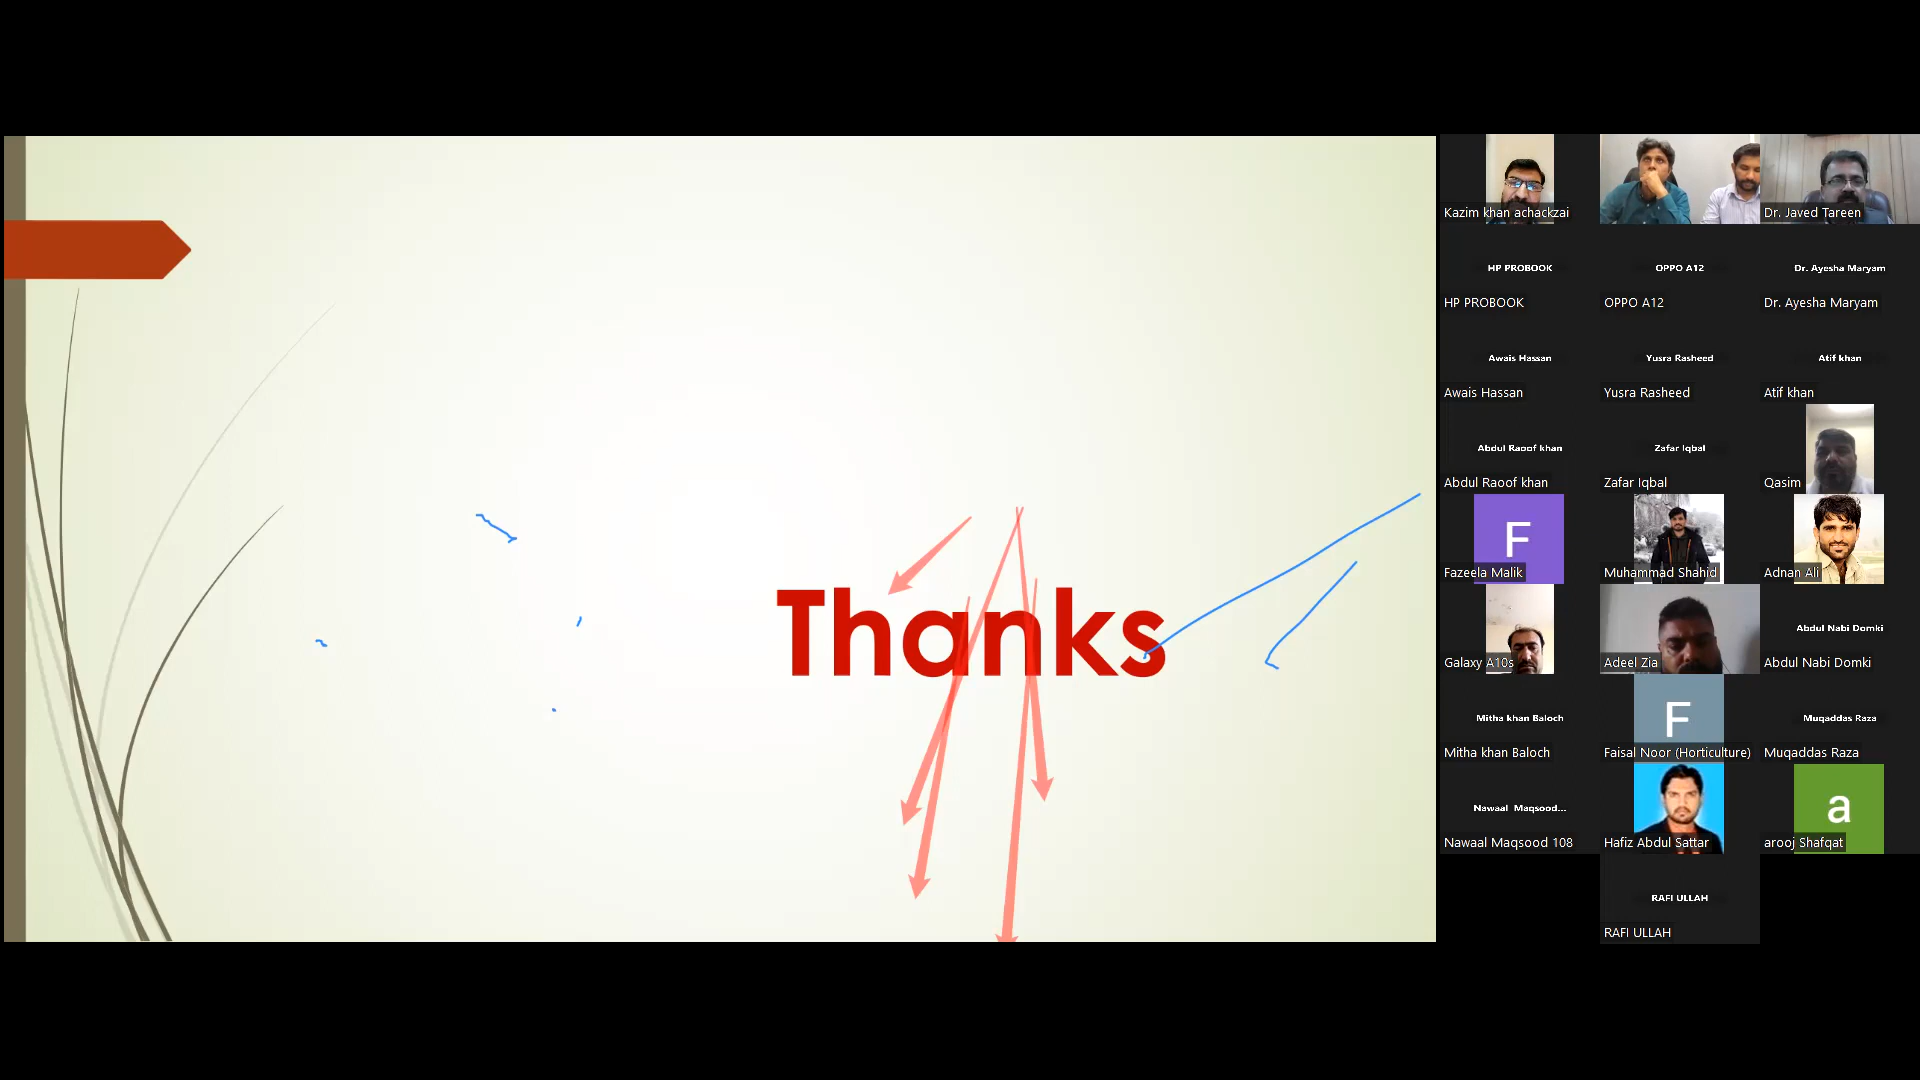 Thanks
Kazim khan achackzai
Dr. Javed Tareen
HP PROBOOK
OPPO A12
Dr. Ayesha Maryam
HP PROBOOK
OPPO A12
Dr. Ayesha Maryam
Awais Hassan
Yusra Rasheed
Atif khan
Awais Hassan
Yusra Rasheed
Atif khan
Abdul Raoof khan
Zafar Iqbal
Abdul Raoof khan
Zafar Iqbal
Qasim
F
Fazeela Malik
Muhammad Shahid
Adnan Ali
Galaxy A10s
Adeel Zia
Abdul Nabi Domki
Abdul Nabi Domki
Mitha khan Baloch
F
Muqaddas Raza
Mitha khan Baloch
Faisal Noor (Horticulture)
Muqaddas Raza
Nawaal Maqsood...
a
Nawaal Maqsood 108
Hafiz Abdul Sattar
arooj Shafqat
RAFI ULLAH
RAFI ULLAH